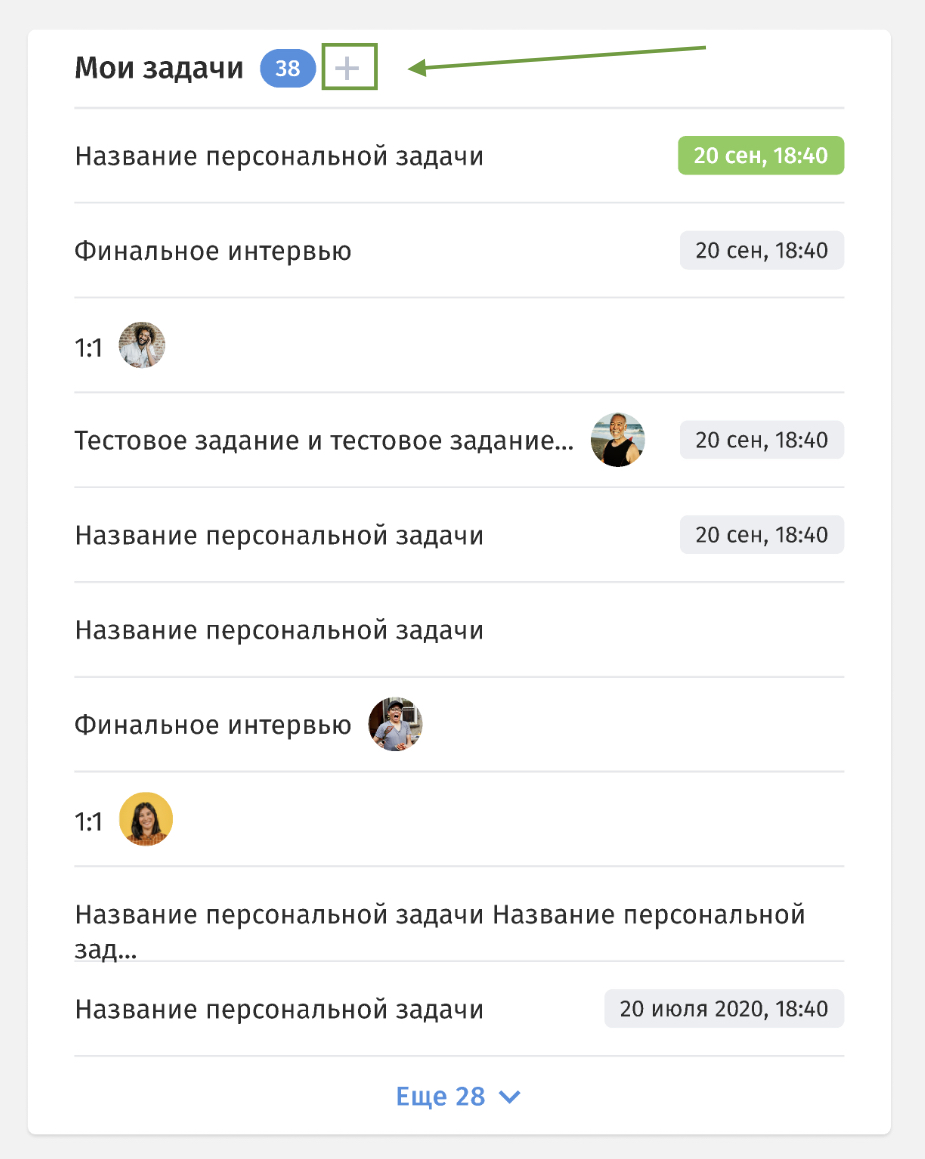 Мои задачи 38 +
Название персональной задачи 20 сен, 18:40
Финальное интервью 20 сен, 18:40
1:1
Тестовое задание и тестовое задание... 20 сен, 18:40
Название персональной задачи 20 сен, 18:40
Название персональной задачи
Финальное интервью
1:1
Название персональной задачи Название персональной
зад...
Название персональной задачи 20 июля 2020, 18:40
Еще 28